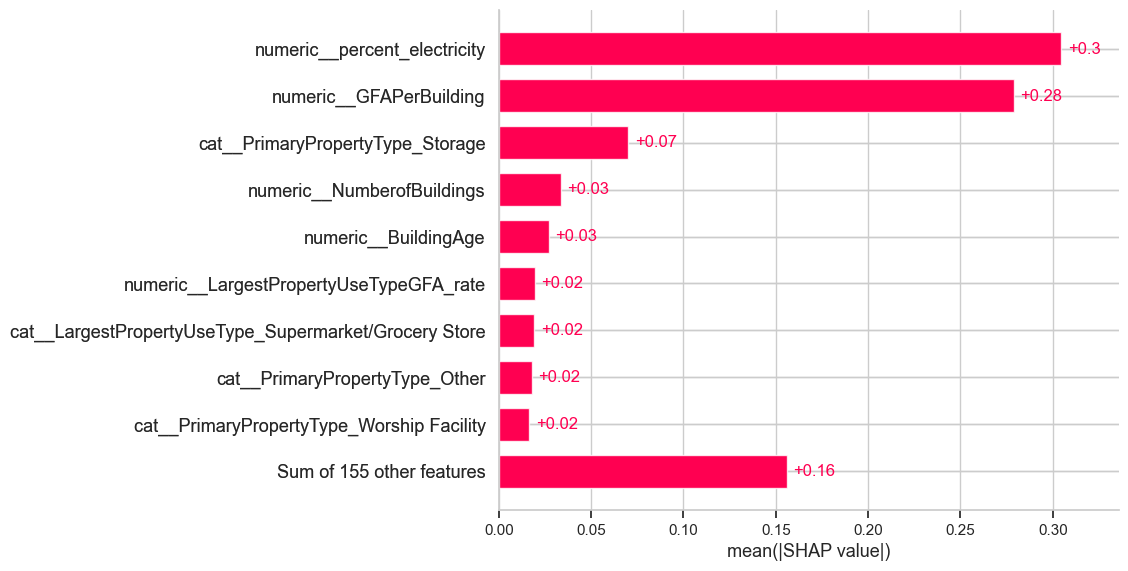 numeric__percent_electricity +0.3
numeric__GFAPerBuilding +0.28
cat__PrimaryPropertyType_Storage +0.07
numeric__NumberofBuildings +0.03
numeric__BuildingAge +0.03
numeric__LargestPropertyUseTypeGFA_rate +0.02
cat__LargestPropertyUseType_Supermarket/Grocery Store +0.02
cat__PrimaryPropertyType_Other +0.02
cat__PrimaryPropertyType_Worship Facility +0.02
Sum of 155 other features +0.16
0.00 0.05 0.10 0.15 0.20 0.25 0.30
mean(|SHAP value|)